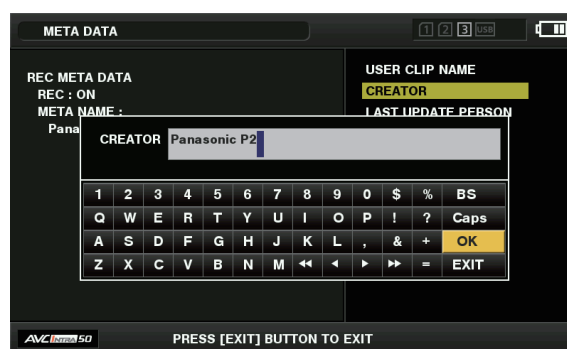 META DATA
1 2 3 USB
REC META DATA
REC : ON
META NAME :
Pana
USER CLIP NAME
CREATOR
LAST UPDATE PERSON
CREATOR Panasonic P2
1 2 3 4 5 6 7 8 9 0 $ % BS
Q W E R T Y U I O P ! ? Caps
A S D F G H J K L , & + OK
Z X C V B N M ◀◀ ◀ ▶ ▶▶ = EXIT
AVC INTRA 50
PRESS [EXIT] BUTTON TO EXIT